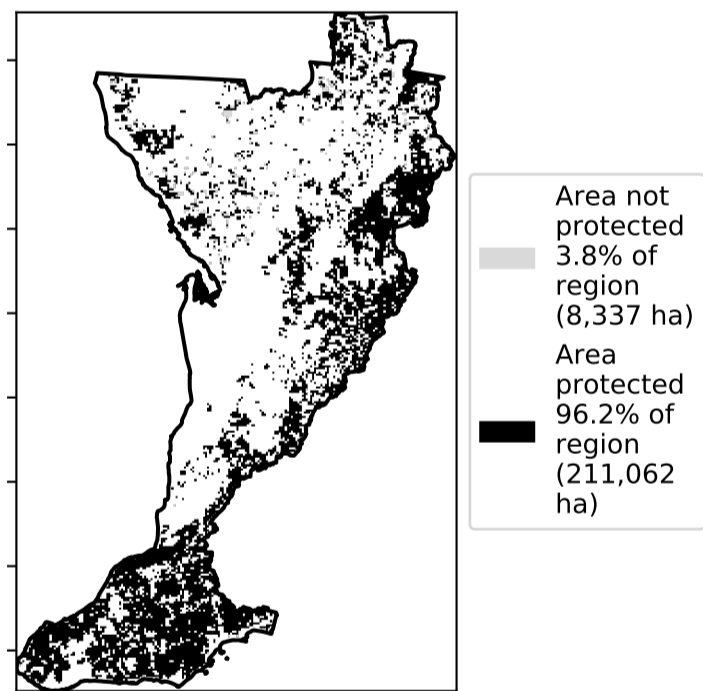 Area not
protected
3.8% of
region
(8,337 ha)
Area
protected
96.2% of
region
(211,062
ha)